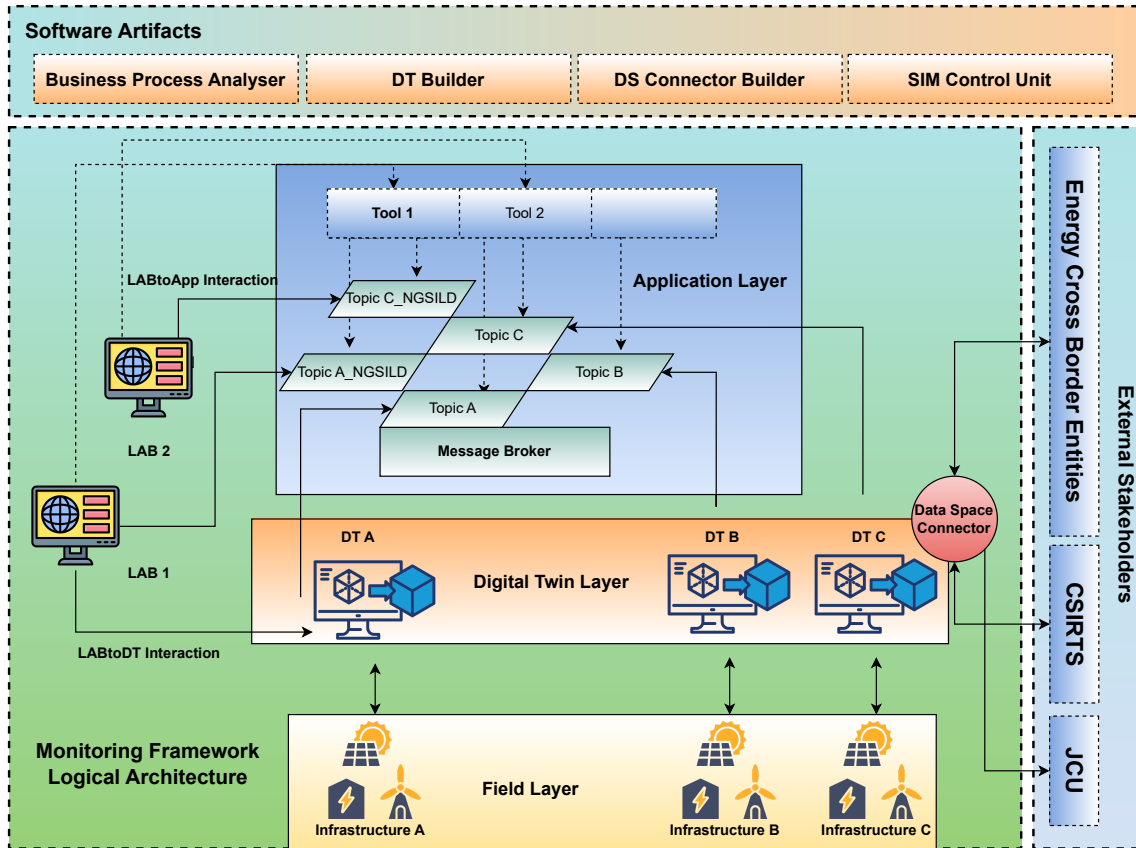 Software Artifacts
Business Process Analyser
DT Builder
DS Connector Builder
SIM Control Unit
Tool 1
Tool 2
LABtoApp Interaction
Application Layer
Topic C_NGSILD
Topic C
Topic A_NGSILD
Topic B
Topic A
Message Broker
LAB 2
LAB 1
LABtoDT Interaction
DT A
DT B
DT C
Digital Twin Layer
Data Space
Connector
Energy Cross Border Entities
CSIRTS
JCU
External Stakeholders
Monitoring Framework
Logical Architecture
Field Layer
Infrastructure A
Infrastructure B
Infrastructure C